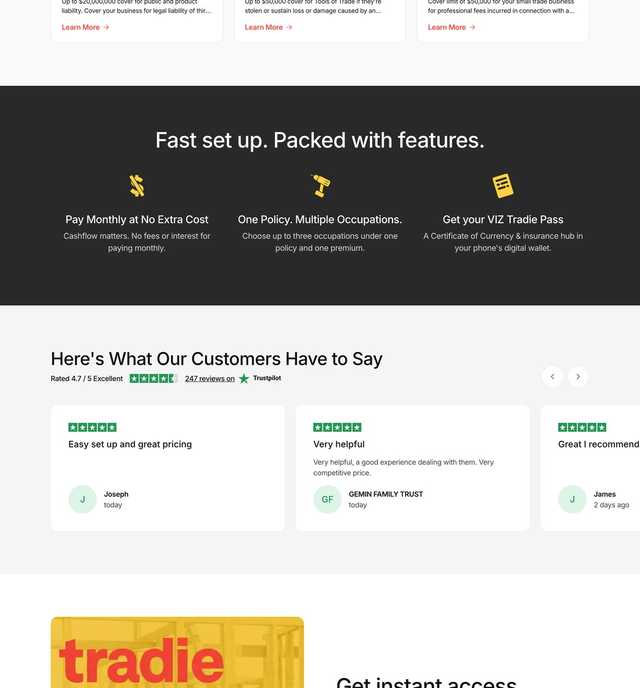 Up to $20,000,000 cover for public and product
liability. Cover your business for legal liability of thir...
Learn More →
Up to $50,000 cover for Tools of Trade if they're
stolen or sustain loss or damage caused by an...
Learn More →
Cover limit of $50,000 for your small trade business
for professional fees incurred in connection with a...
Learn More →
Fast set up. Packed with features.
Pay Monthly at No Extra Cost
Cashflow matters. No fees or interest for
paying monthly.
One Policy. Multiple Occupations.
Choose up to three occupations under one
policy and one premium.
Get your VIZ Tradie Pass
A Certificate of Currency & insurance hub in
your phone's digital wallet.
Here's What Our Customers Have to Say
Rated 4.7 / 5 Excellent 247 reviews on Trustpilot
Easy set up and great pricing
J
Joseph
today
Very helpful
Very helpful, a good experience dealing with them. Very
competitive price.
GF
GEMIN FAMILY TRUST
today
Great I recommend
J
James
2 days ago
tradie
Get instant access